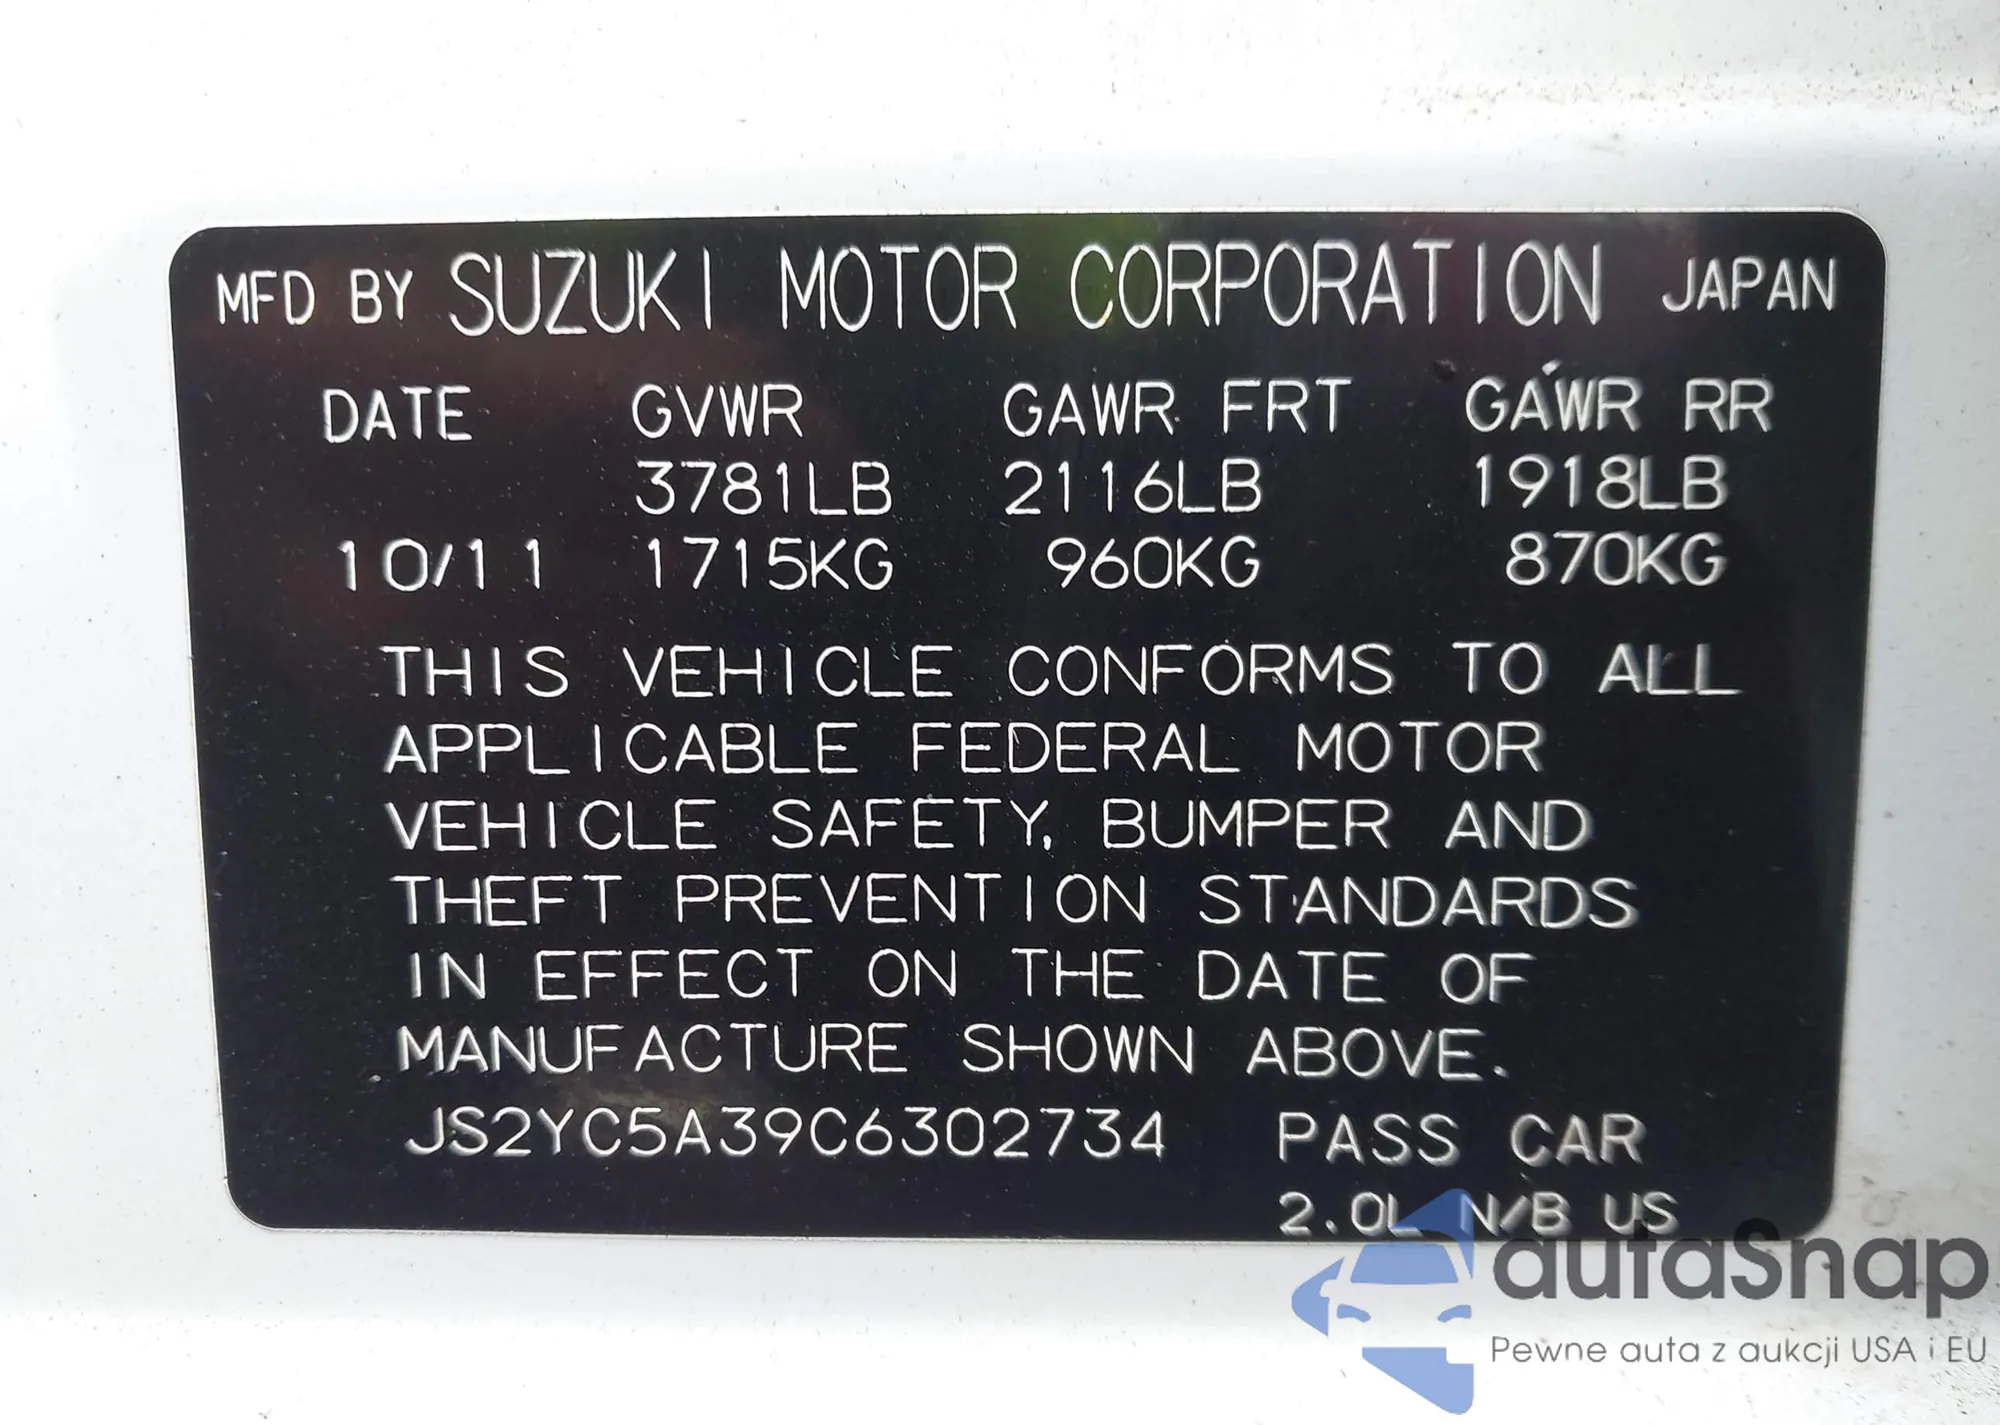 MFD BY SUZUKI MOTOR CORPORATION JAPAN
DATE GVWR GAWR FRT GAWR RR
3781LB 2116LB 1918LB
10/11 1715KG 960KG 870KG
THIS VEHICLE CONFORMS TO ALL
APPLICABLE FEDERAL MOTOR
VEHICLE SAFETY, BUMPER AND
THEFT PREVENTION STANDARDS
IN EFFECT ON THE DATE OF
MANUFACTURE SHOWN ABOVE.
JS2YC5A39C6302734 PASS CAR
2.0L N/B US
autaSnap
Pewne auta z aukcji USA i EU